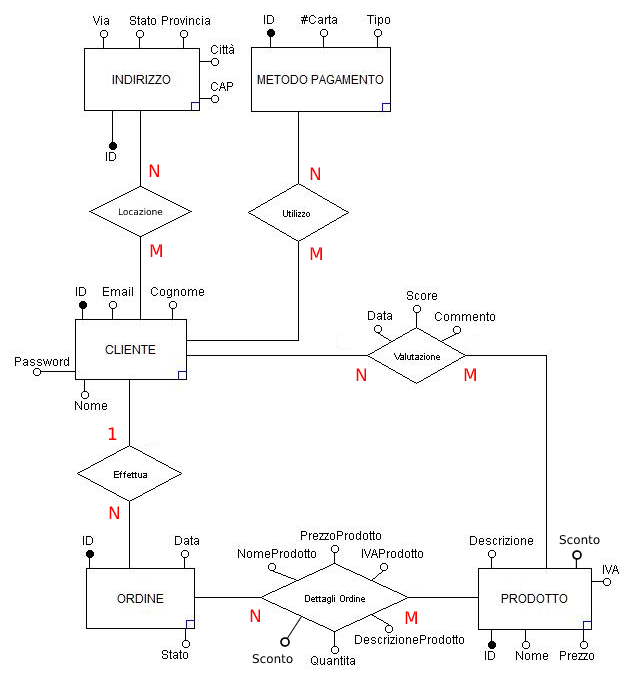 Via Stato Provincia
ID #Carta Tipo
Città
INDIRIZZO
METODO PAGAMENTO
CAP
ID
N
N
Locazione
Utilizzo
M
M
ID Email Cognome
Score
Data Commento
CLIENTE
Valutazione
Password
N M
Nome
1
Effettua
N
ID Data
PrezzoProdotto
Descrizione Sconto
NomeProdotto IVAProdotto
IVA
ORDINE
Dettagli Ordine
PRODOTTO
N M
DescrizioneProdotto
Stato
Sconto
Quantita
ID Nome Prezzo